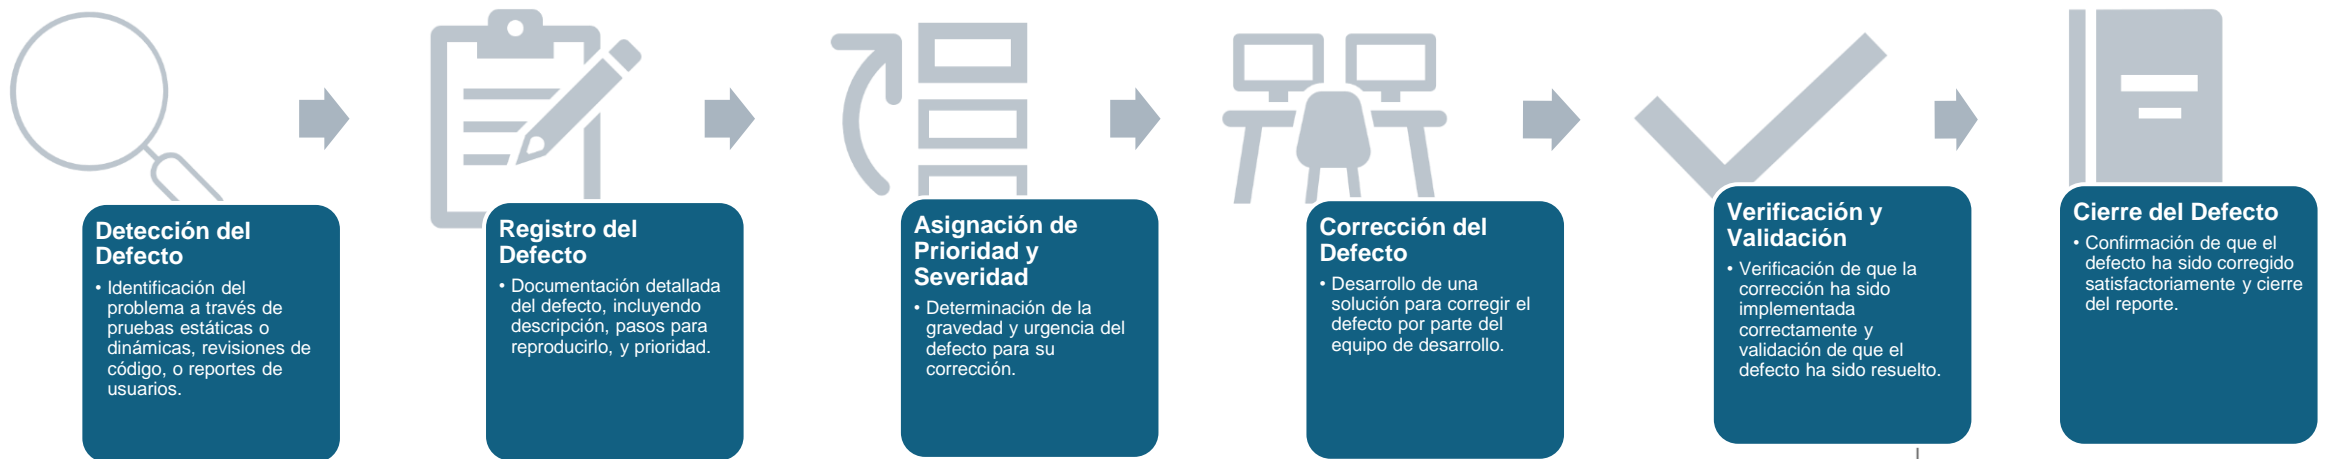 Detección del
Defecto
• Identificación del
problema a través de
pruebas estáticas o
dinámicas, revisiones de
código, o reportes de
usuarios.
Registro del
Defecto
• Documentación detallada
del defecto, incluyendo
descripción, pasos para
reproducirlo, y prioridad.
Asignación de
Prioridad y
Severidad
• Determinación de la
gravedad y urgencia del
defecto para su
corrección.
Corrección del
Defecto
• Desarrollo de una
solución para corregir el
defecto por parte del
equipo de desarrollo.
Verificación y
Validación
• Verificación de que la
corrección ha sido
implementada
correctamente y
validación de que el
defecto ha sido resuelto.
Cierre del Defecto
• Confirmación de que el
defecto ha sido corregido
satisfactoriamente y cierre
del reporte.